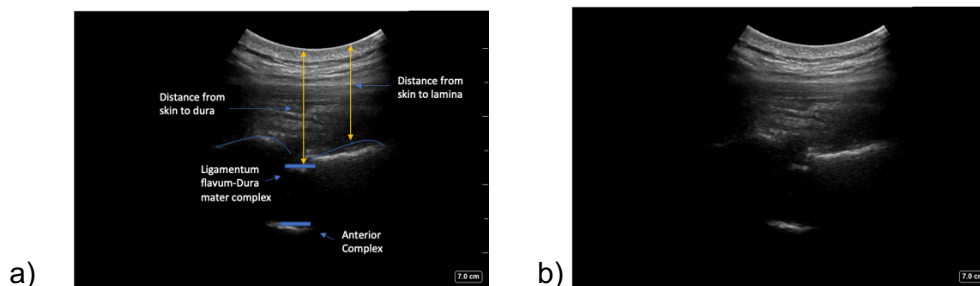 Distance from
skin to dura
Distance from
skin to lamina
Ligamentum
flavum-Dura
mater complex
Anterior
Complex
7.0 cm
a)
7.0 cm
b)